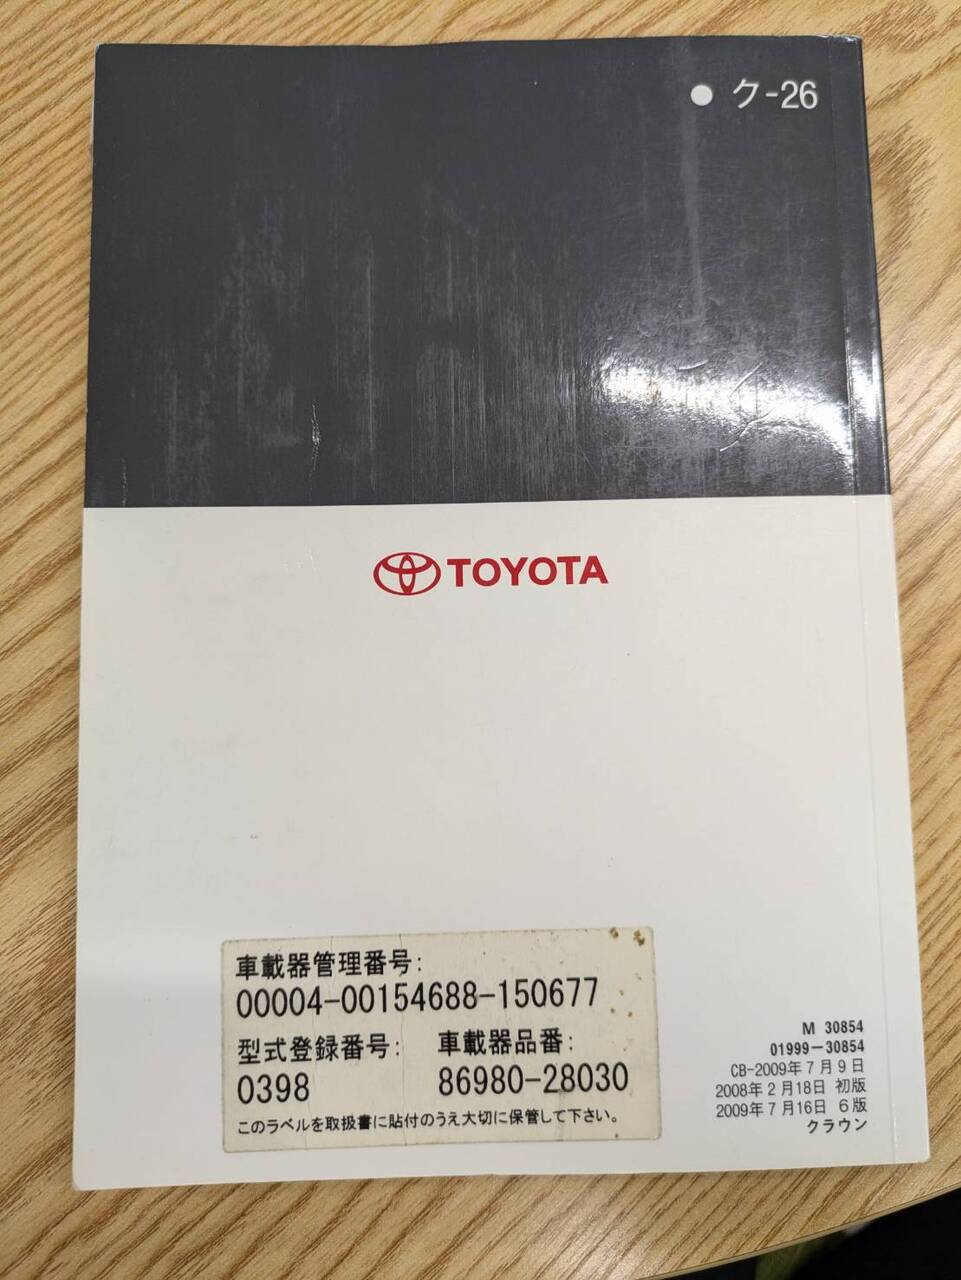 ● ク-26
TOYOTA
車載器管理番号:
00004-00154688-150677
型式登録番号: 車載器品番:
0398 86980-28030
このラベルを取扱書に貼付のうえ大切に保管して下さい。
M 30854
01999-30854
CB-2009年7月9日
2008年2月18日 初版
2009年7月16日 6版
クラウン